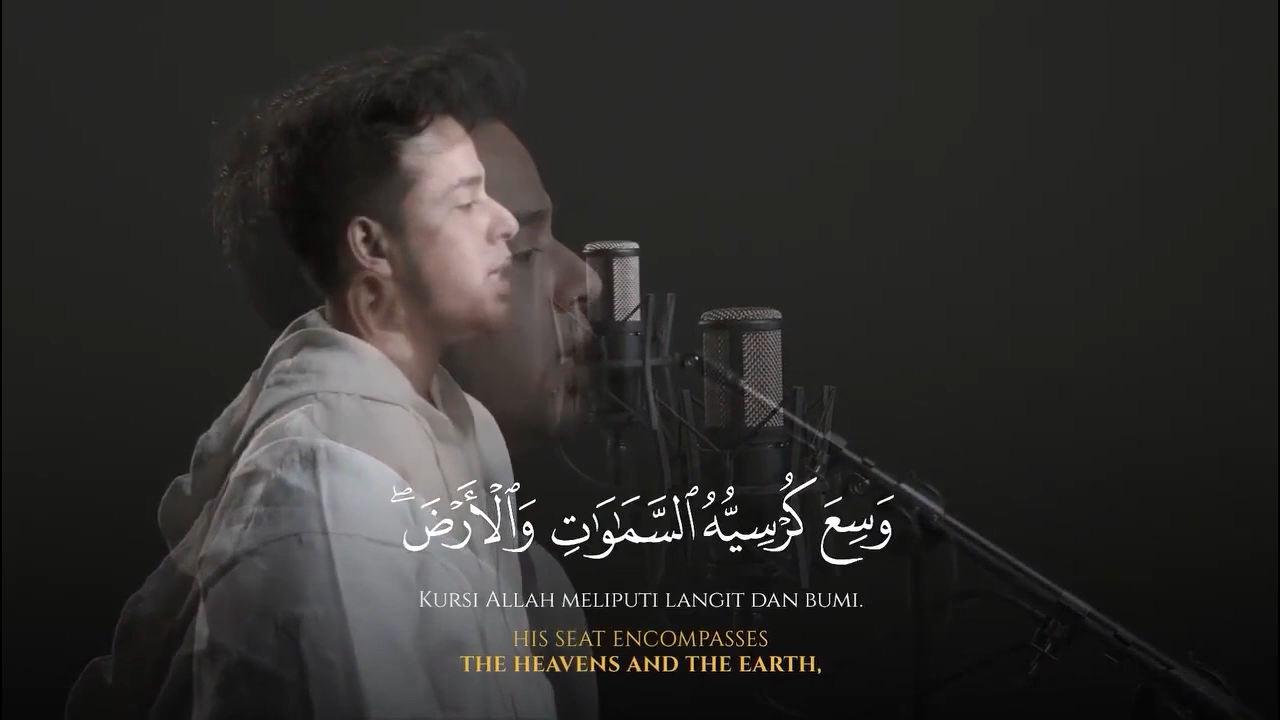 وَسِعَ كُرۡسِيُّهُ ٱلسَّمَٰوَٰتِ وَٱلۡأَرۡضَۖ
KURSI ALLAH MELIPUTI LANGIT DAN BUMI.
HIS SEAT ENCOMPASSES
THE HEAVENS AND THE EARTH,